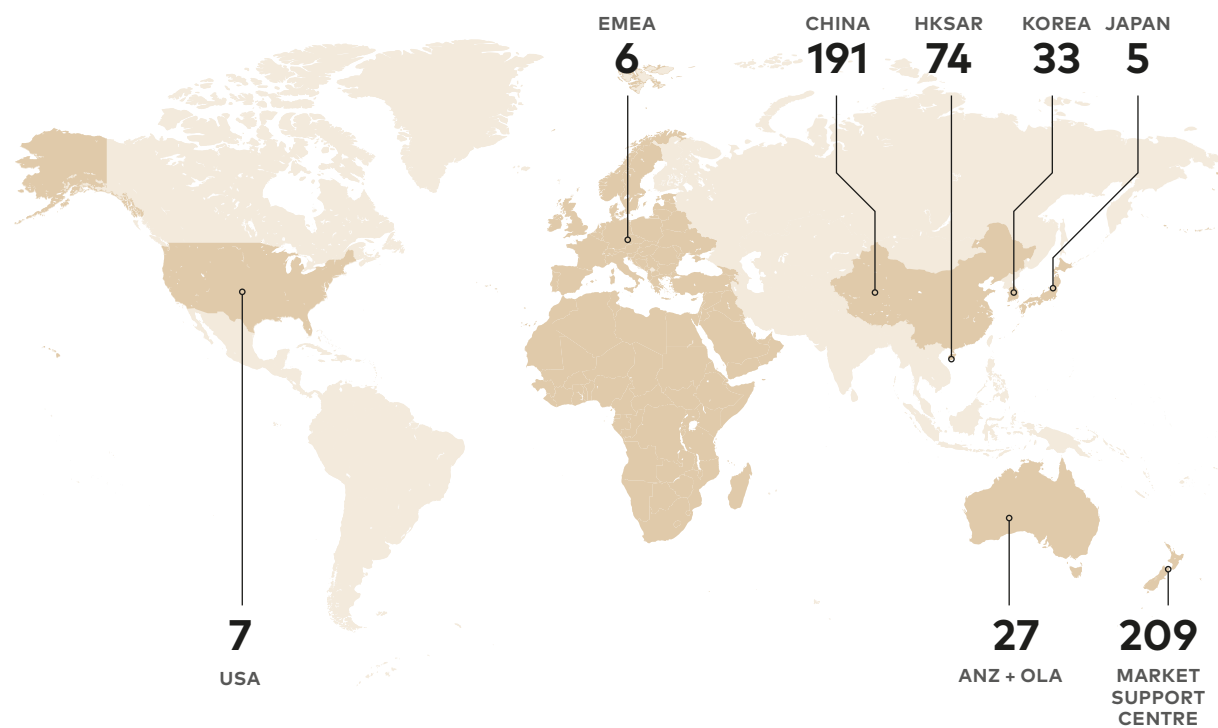 EMEA
6
CHINA
191
HKSAR
74
KOREA
33
JAPAN
5
7
USA
27
ANZ + OLA
209
MARKET
SUPPORT
CENTRE